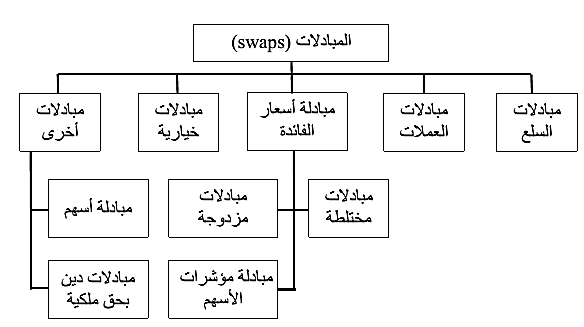 المبادلات (swaps)
مبادلات
السلع
مبادلات
العملات
مبادلة أسعار
الفائدة
مبادلات
خيارية
مبادلات
أخرى
مبادلات
مختلطة
مبادلات
مزدوجة
مبادلة أسهم
مبادلة مؤشرات
الأسهم
مبادلات دين
بحق ملكية